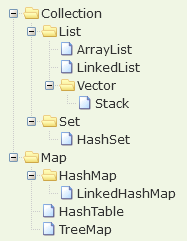 Collection
List
ArrayList
LinkedList
Vector
Stack
Set
HashSet
Map
HashMap
LinkedHashMap
HashTable
TreeMap